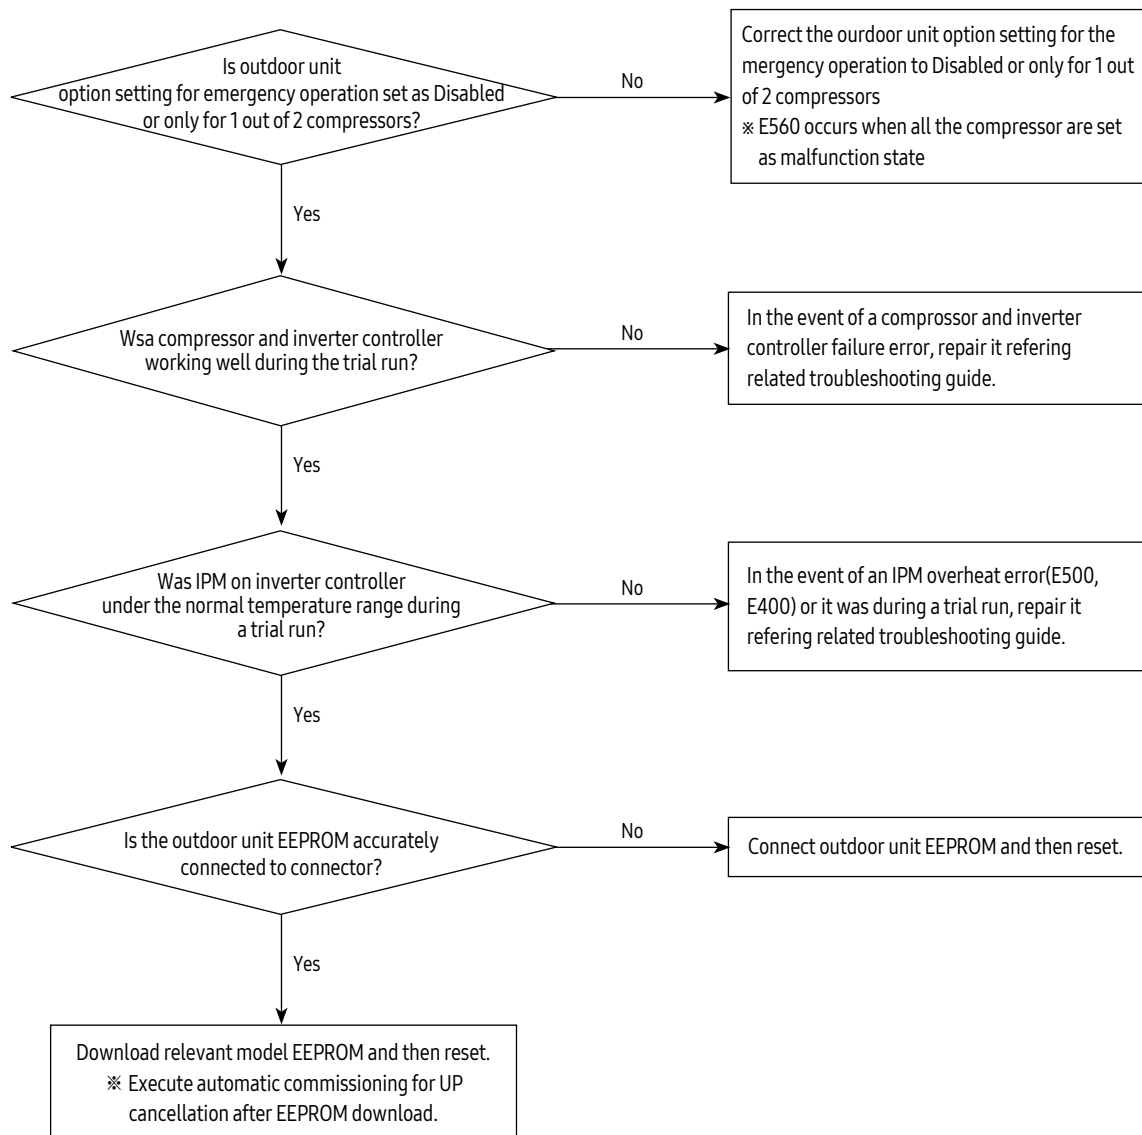 Is outdoor unit
option setting for emergency operation set as Disabled
or only for 1 out of 2 compressors?
No
Correct the ourdoor unit option setting for the
mergency operation to Disabled or only for 1 out
of 2 compressors
※ E560 occurs when all the compressor are set
as malfunction state
Yes
Wsa compressor and inverter controller
working well during the trial run?
No
In the event of a comprossor and inverter
controller failure error, repair it refering
related troubleshooting guide.
Yes
Was IPM on inverter controller
under the normal temperature range during
a trial run?
No
In the event of an IPM overheat error(E500,
E400) or it was during a trial run, repair it
refering related troubleshooting guide.
Yes
Is the outdoor unit EEPROM accurately
connected to connector?
No
Connect outdoor unit EEPROM and then reset.
Yes
Download relevant model EEPROM and then reset.
※ Execute automatic commissioning for UP
cancellation after EEPROM download.